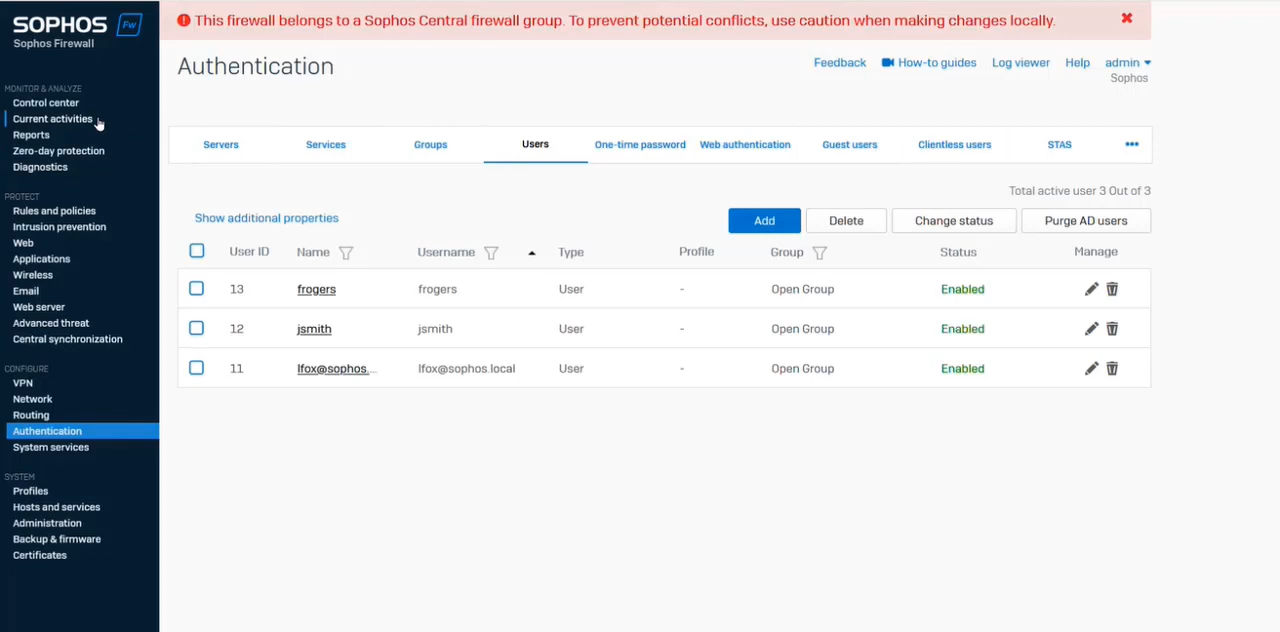 SOPHOS Fw
Sophos Firewall
MONITOR & ANALYZE
Control center
Current activities
Reports
Zero-day protection
Diagnostics
PROTECT
Rules and policies
Intrusion prevention
Web
Applications
Wireless
Email
Web server
Advanced threat
Central synchronization
CONFIGURE
VPN
Network
Routing
Authentication
System services
SYSTEM
Profiles
Hosts and services
Administration
Backup & firmware
Certificates
This firewall belongs to a Sophos Central firewall group. To prevent potential conflicts, use caution when making changes locally.
Authentication
Feedback How-to guides Log viewer Help admin
Sophos
Servers Services Groups Users One-time password Web authentication Guest users Clientless users STAS •••
Total active user 3 Out of 3
Show additional properties Add Delete Change status Purge AD users
User ID Name Username Type Profile Group Status Manage
13 frogers frogers User - Open Group Enabled
12 jsmith jsmith User - Open Group Enabled
11 lfox@sophos.... lfox@sophos.local User - Open Group Enabled